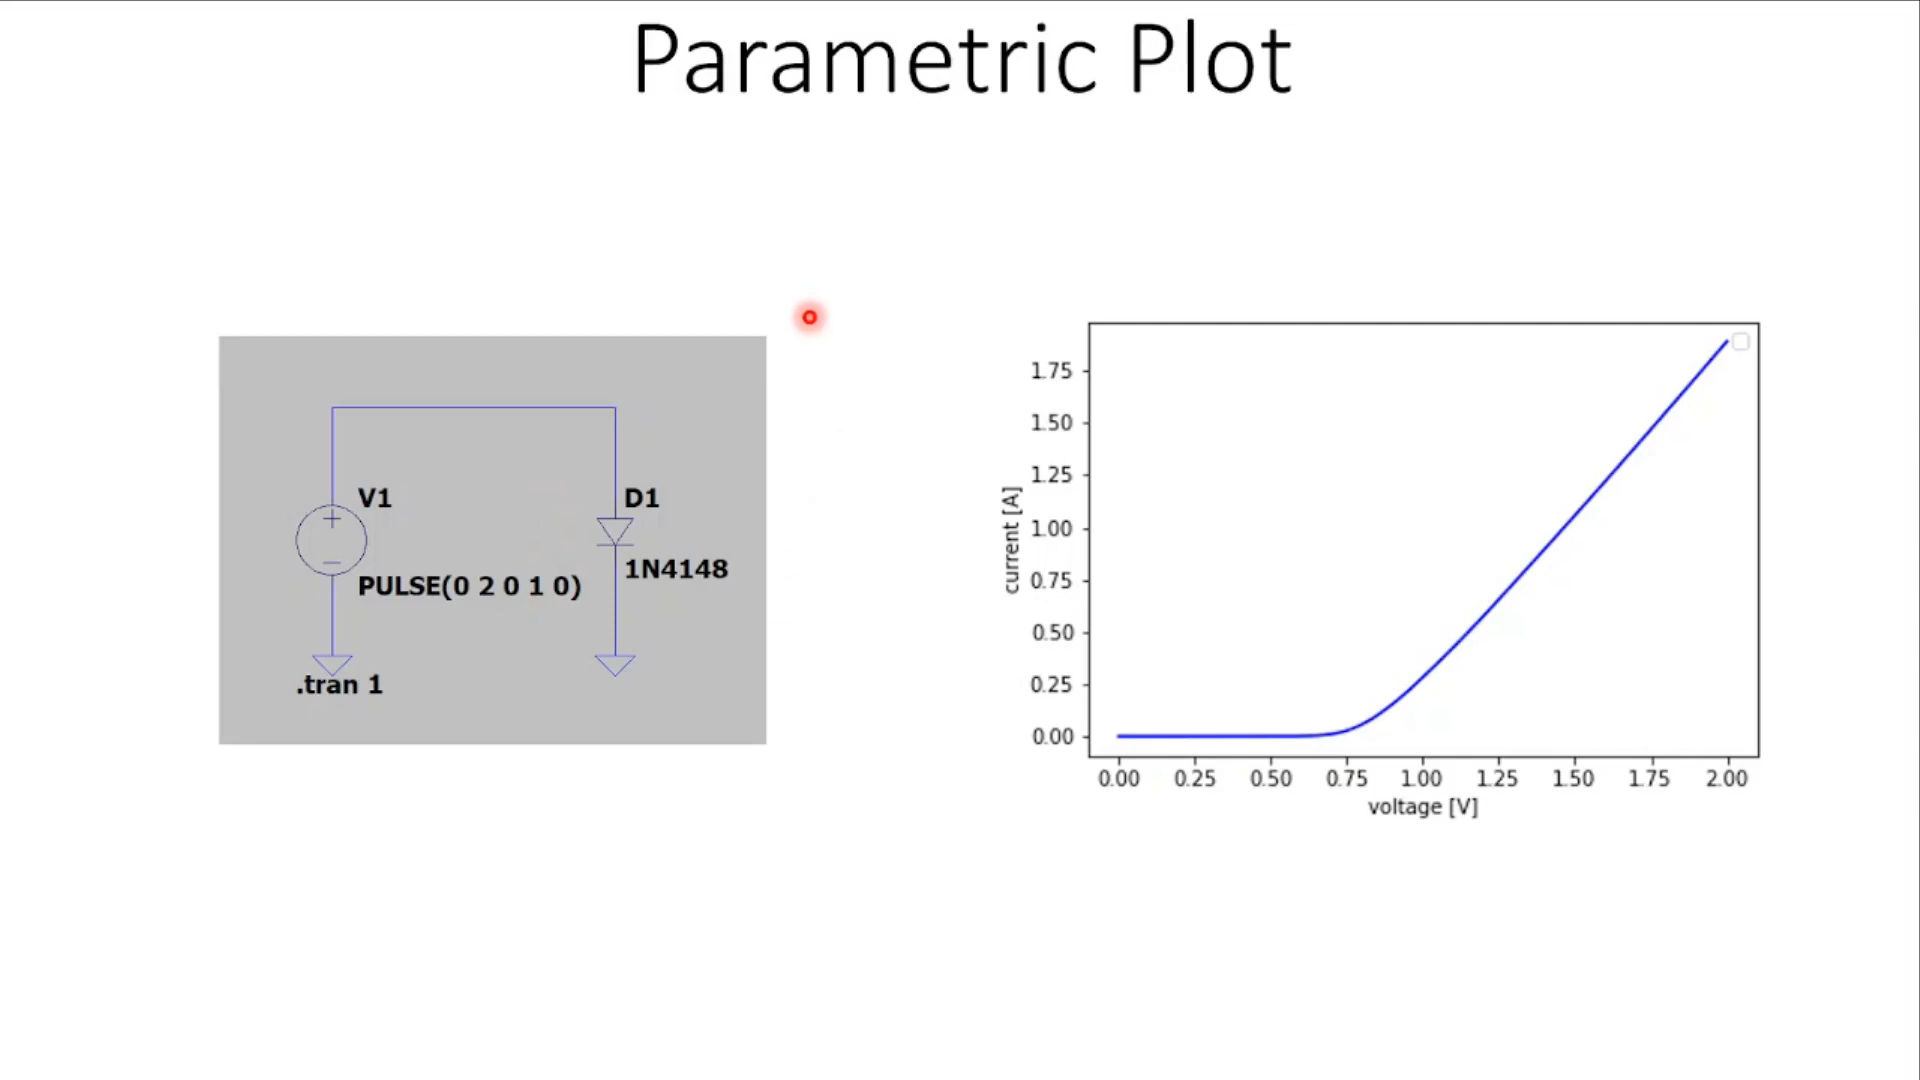 Parametric Plot
V1
D1
1N4148
PULSE(0 2 0 1 0)
.tran 1
1.75
1.50
1.25
1.00
0.75
0.50
0.25
0.00
current [A]
0.00 0.25 0.50 0.75 1.00 1.25 1.50 1.75 2.00
voltage [V]